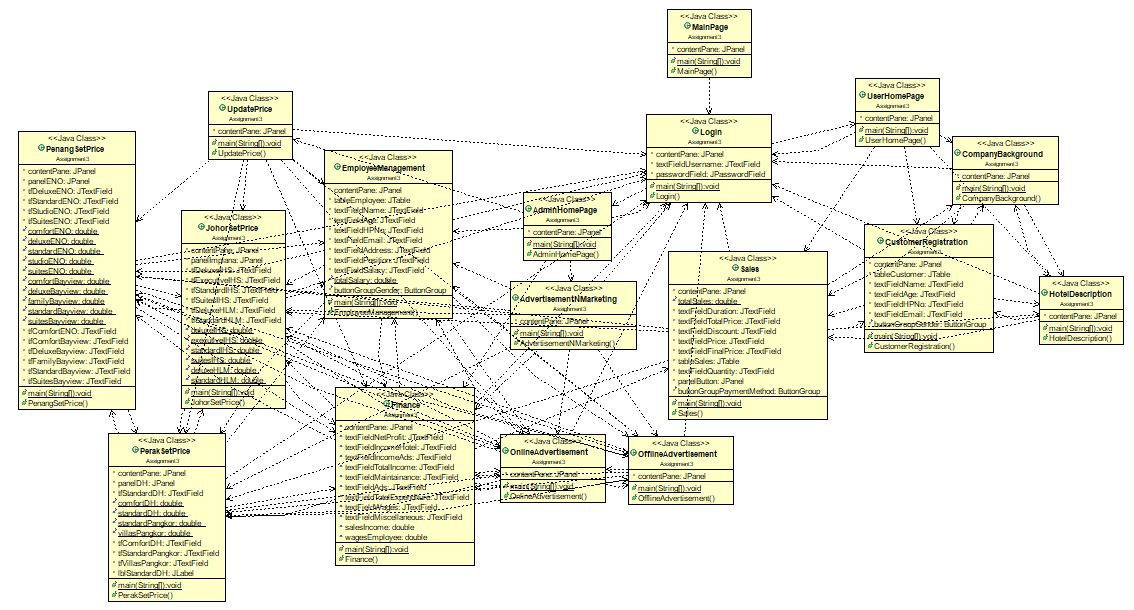 <<Java Class>>
MainPage
Assignment3
contentPane: JPanel
main(String[]):void
MainPage()
<<Java Class>>
UserHomePage
Assignment3
contentPane: JPanel
main(String[]):void
UserHomePage()
<<Java Class>>
UpdatePrice
Assignment3
contentPane: JPanel
main(String[]):void
UpdatePrice()
<<Java Class>>
Login
Assignment3
contentPane: JPanel
textFieldUsername: JTextField
passwordField: JPasswordField
main(String[]):void
Login()
<<Java Class>>
PenangSetPrice
Assignment3
contentPane: JPanel
panelENO: JPanel
tfDeluxeENO: JTextField
tfStandardENO: JTextField
tfStudioENO: JTextField
tfSuitesENO: JTextField
comfortENO: double
deluxeENO: double
standardENO: double
studioENO: double
suitesENO: double
comfortBayview: double
deluxeBayview: double
familyBayview: double
standardBayview: double
suitesBayview: double
tfComfortENO: JTextField
tfComfortBayview: JTextField
tfDeluxeBayview: JTextField
tfFamilyBayview: JTextField
tfStandardBayview: JTextField
tfSuitesBayview: JTextField
main(String[]):void
PenangSetPrice()
<<Java Class>>
CompanyBackground
Assignment3
contentPane: JPanel
main(String[]):void
CompanyBackground()
<<Java Class>>
EmployeeManagement
Assignment3
contentPane: JPanel
tableEmployee: JTable
textFieldName: JTextField
textFieldAge: JTextField
textFieldHPNo: JTextField
textFieldEmail: JTextField
textFieldAddress: JTextField
textFieldPosition: JTextField
textFieldSalary: JTextField
totalSalary: double
buttonGroupGender: ButtonGroup
main(String[]):void
EmployeeManagement()
<<Java Class>>
AdminHomePage
Assignment3
contentPane: JPanel
main(String[]):void
AdminHomePage()
<<Java Class>>
JohorSetPrice
Assignment3
contentPane: JPanel
panelImpiana: JPanel
tfDeluxeIHS: JTextField
tfExecutiveIHS: JTextField
tfStandardIHS: JTextField
tfSuitesIHS: JTextField
tfDeluxeHLM: JTextField
tfStandardHLM: JTextField
deluxeIHS: double
executiveIHS: double
standardIHS: double
suitesIHS: double
deluxeHLM: double
standardHLM: double
main(String[]):void
JohorSetPrice()
<<Java Class>>
CustomerRegistration
Assignment3
contentPane: JPanel
tableCustomer: JTable
textFieldName: JTextField
textFieldAge: JTextField
textFieldHPNo: JTextField
textFieldEmail: JTextField
buttonGroupGender: ButtonGroup
main(String[]):void
CustomerRegistration()
<<Java Class>>
Sales
Assignment3
contentPane: JPanel
totalSales: double
textFieldDuration: JTextField
textFieldTotalPrice: JTextField
textFieldDiscount: JTextField
textFieldPrice: JTextField
textFieldFinalPrice: JTextField
tableSales: JTable
textFieldQuantity: JTextField
panelButton: JPanel
buttonGroupPaymentMethod: ButtonGroup
main(String[]):void
Sales()
<<Java Class>>
HotelDescription
Assignment3
contentPane: JPanel
main(String[]):void
HotelDescription()
<<Java Class>>
AdvertisementNMarketing
Assignment3
contentPane: JPanel
main(String[]):void
AdvertisementNMarketing()
<<Java Class>>
Finance
Assignment3
contentPane: JPanel
textFieldNetProfit: JTextField
textFieldIncomeHotel: JTextField
textFieldIncomeAds: JTextField
textFieldTotalIncome: JTextField
textFieldMaintainance: JTextField
textFieldAds: JTextField
textFieldTotalExpenditure: JTextField
textFieldWages: JTextField
textFieldMiscellaneous: JTextField
salesIncome: double
wagesEmployee: double
main(String[]):void
Finance()
<<Java Class>>
PerakSetPrice
Assignment3
contentPane: JPanel
panelDH: JPanel
tfStandardDH: JTextField
comfortDH: double
standardDH: double
standardPangkor: double
villasPangkor: double
tfComfortDH: JTextField
tfStandardPangkor: JTextField
tfVillasPangkor: JTextField
lblStandardDH: JLabel
main(String[]):void
PerakSetPrice()
<<Java Class>>
OnlineAdvertisement
Assignment3
contentPane: JPanel
main(String[]):void
OnlineAdvertisement()
<<Java Class>>
OfflineAdvertisement
Assignment3
contentPane: JPanel
main(String[]):void
OfflineAdvertisement()